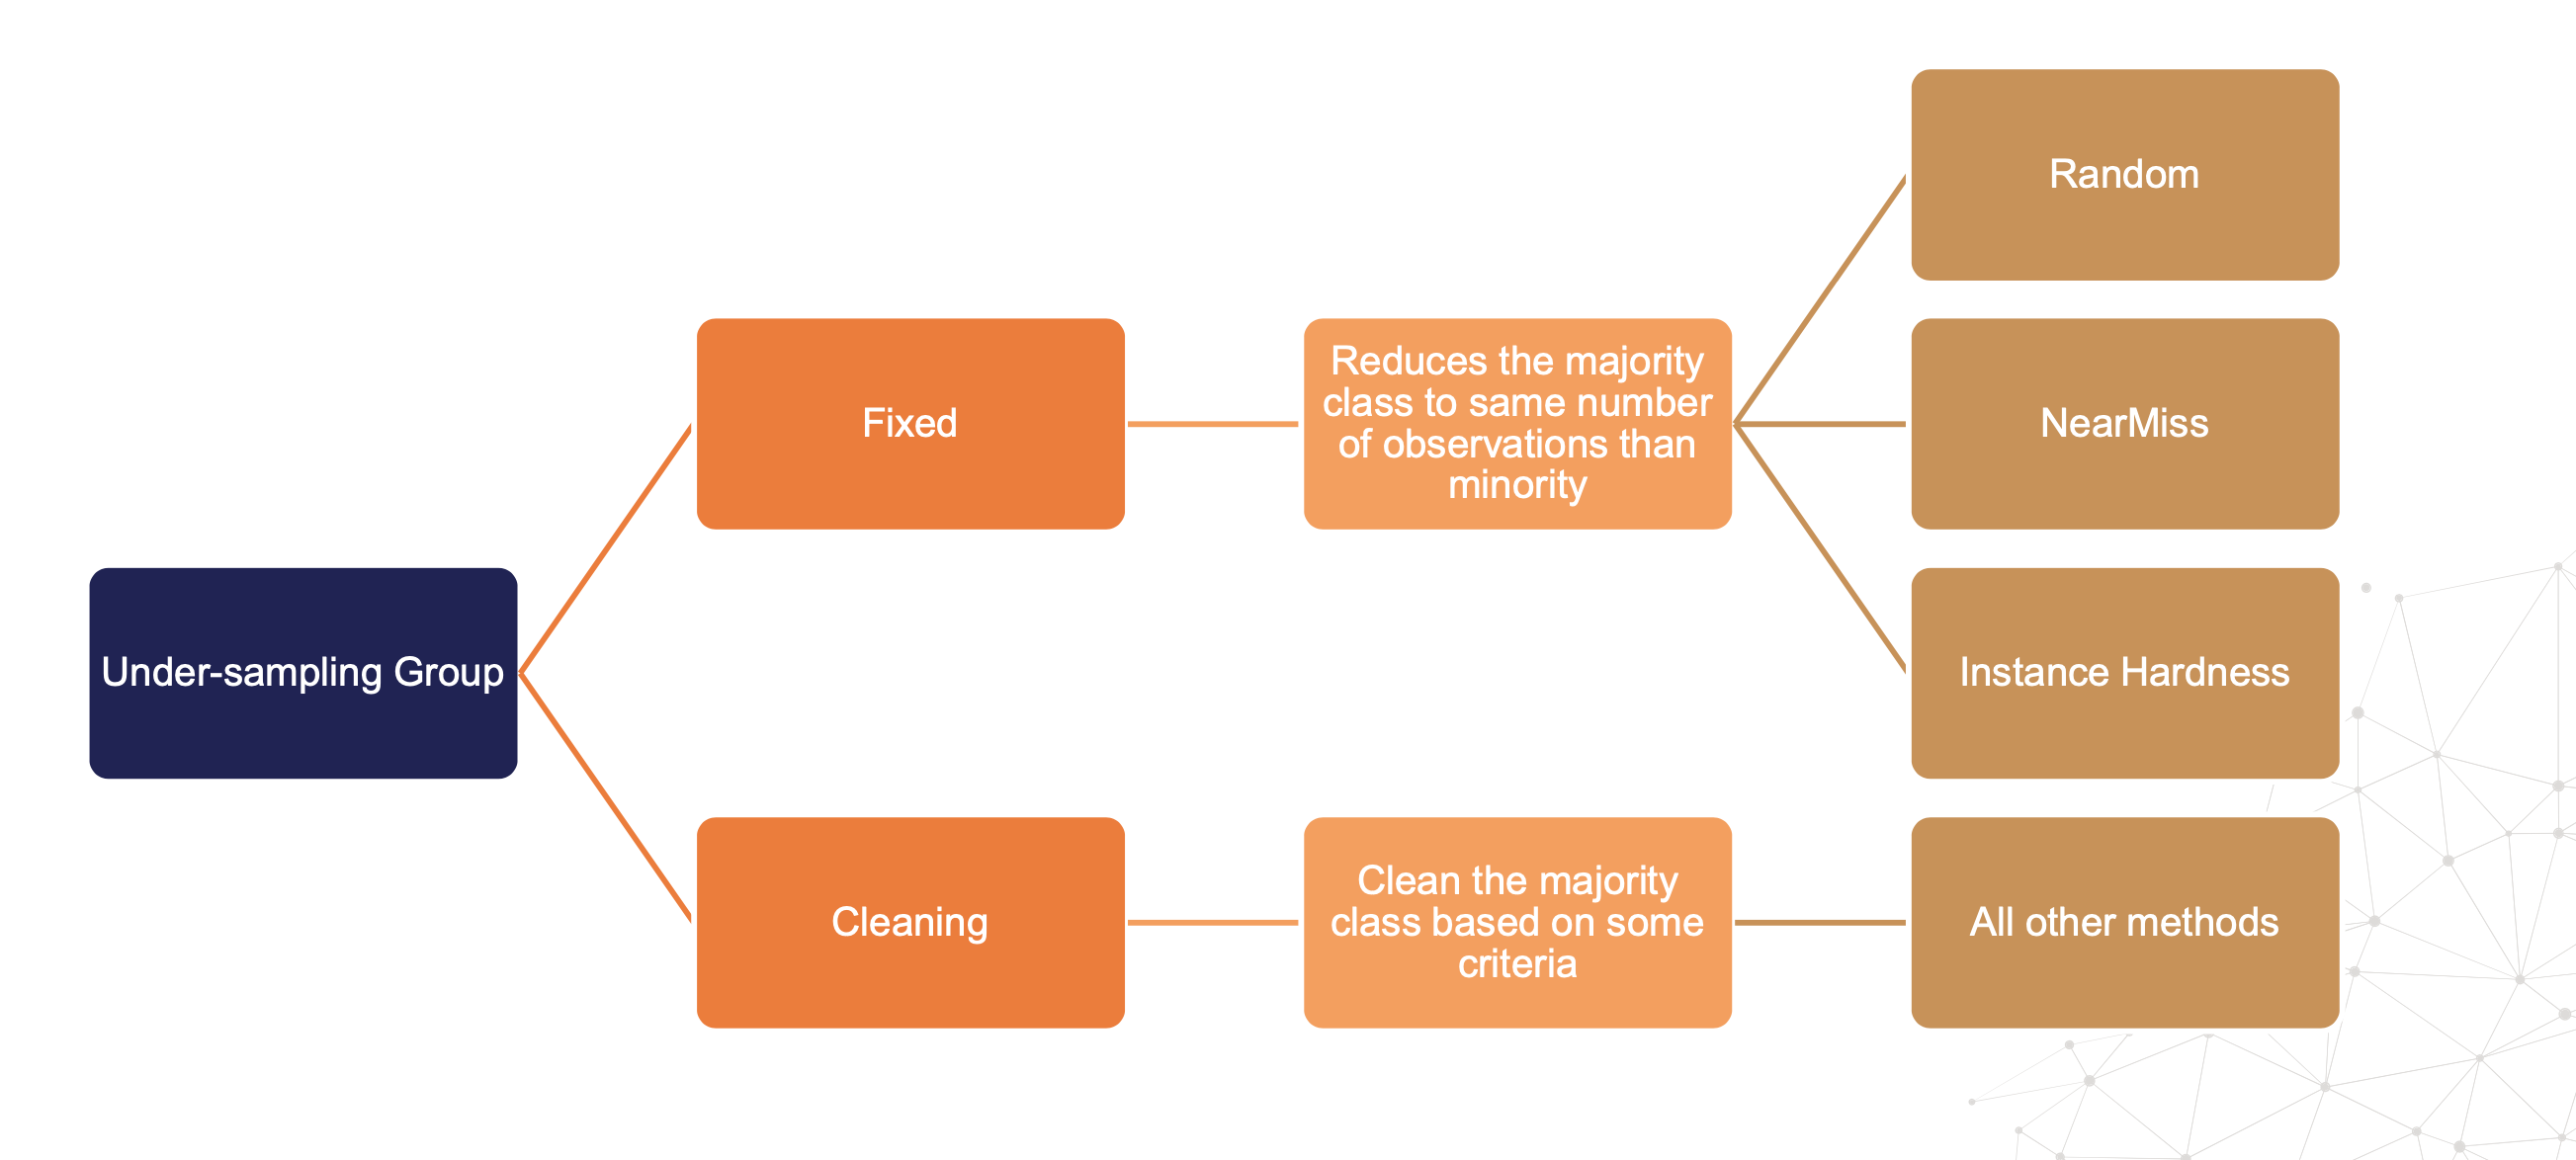 Under-sampling Group
Fixed
Reduces the majority
class to same number
of observations than
minority
Random
NearMiss
Instance Hardness
Cleaning
Clean the majority
class based on some
criteria
All other methods